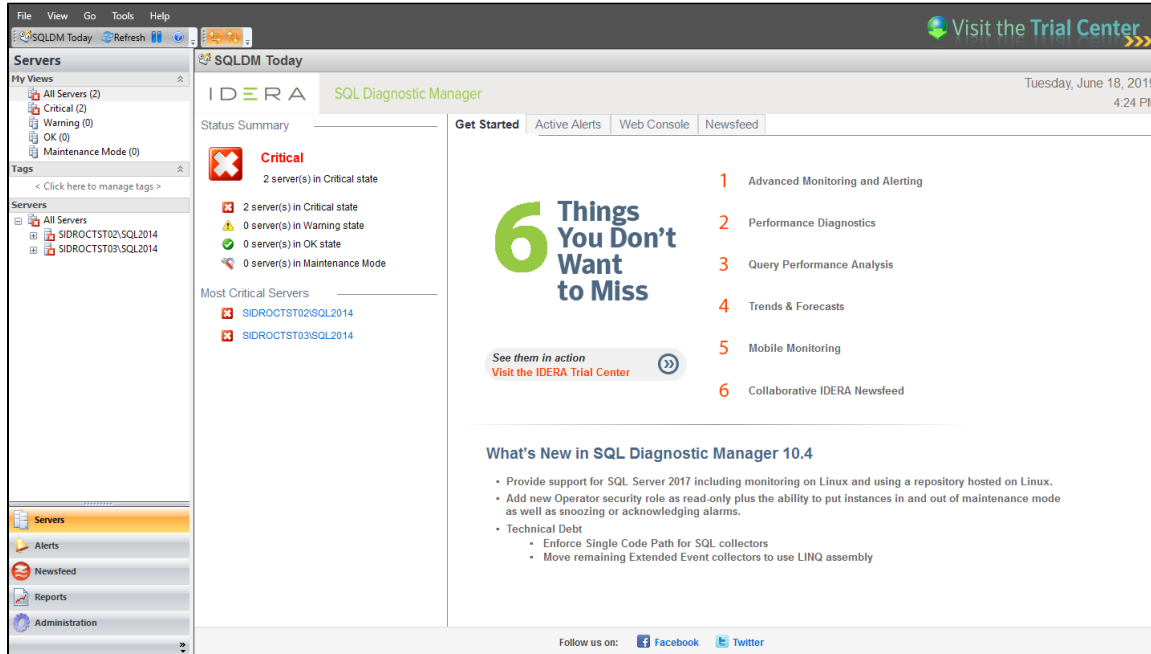 File View Go Tools Help
SQLDM Today Refresh
Visit the Trial Center
Servers
SQLDM Today
My Views
All Servers (2)
Critical (2)
Warning (0)
OK (0)
Maintenance Mode (0)
Tags
< Click here to manage tags >
Servers
All Servers
SIDROCTST02\SQL2014
SIDROCTST03\SQL2014
Servers
Alerts
Newsfeed
Reports
Administration
IDERA SQL Diagnostic Manager
Tuesday, June 18, 2019
4:24 PM
Status Summary
Critical
2 server(s) in Critical state
2 server(s) in Critical state
0 server(s) in Warning state
0 server(s) in OK state
0 server(s) in Maintenance Mode
Most Critical Servers
SIDROCTST02\SQL2014
SIDROCTST03\SQL2014
Get Started Active Alerts Web Console Newsfeed
6 Things
You Don't
Want
to Miss
See them in action
Visit the IDERA Trial Center
1 Advanced Monitoring and Alerting
2 Performance Diagnostics
3 Query Performance Analysis
4 Trends & Forecasts
5 Mobile Monitoring
6 Collaborative IDERA Newsfeed
What's New in SQL Diagnostic Manager 10.4
• Provide support for SQL Server 2017 including monitoring on Linux and using a repository hosted on Linux.
• Add new Operator security role as read-only plus the ability to put instances in and out of maintenance mode
as well as snoozing or acknowledging alarms.
• Technical Debt
• Enforce Single Code Path for SQL collectors
• Move remaining Extended Event collectors to use LINQ assembly
Follow us on: Facebook Twitter